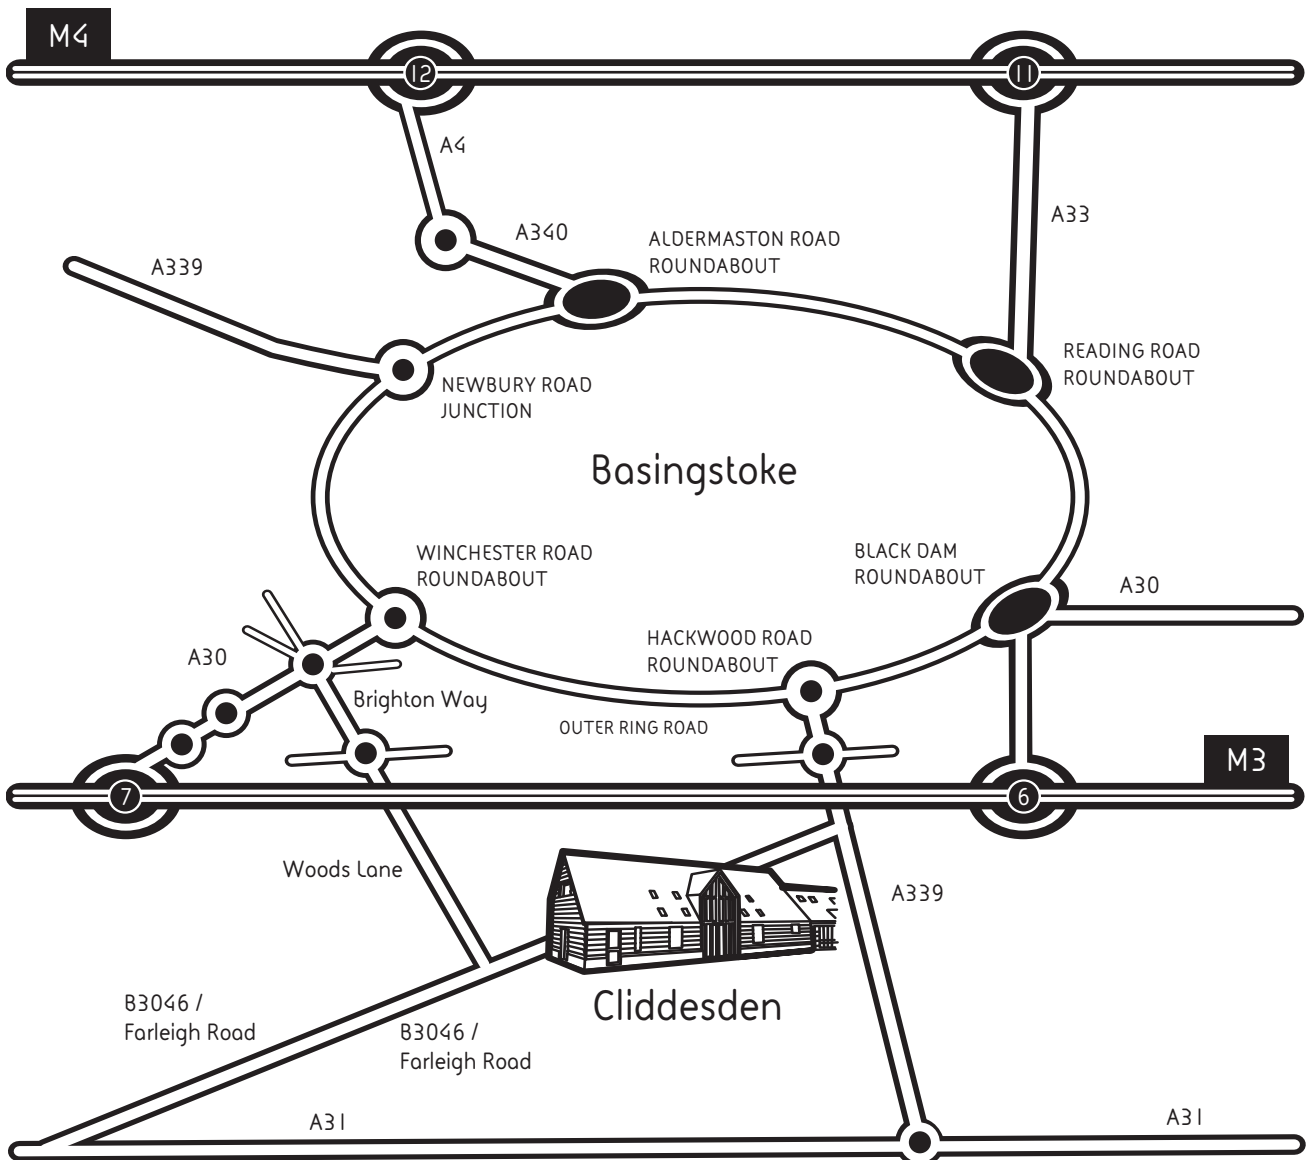 M4
12
11
A4
A33
A340
ALDERMASTON ROAD
ROUNDABOUT
A339
READING ROAD
ROUNDABOUT
NEWBURY ROAD
JUNCTION
Basingstoke
WINCHESTER ROAD
ROUNDABOUT
BLACK DAM
ROUNDABOUT
A30
HACKWOOD ROAD
ROUNDABOUT
A30
Brighton Way
OUTER RING ROAD
M3
7
6
Woods Lane
A339
Cliddesden
B3046 /
Farleigh Road
B3046 /
Farleigh Road
A31
A31